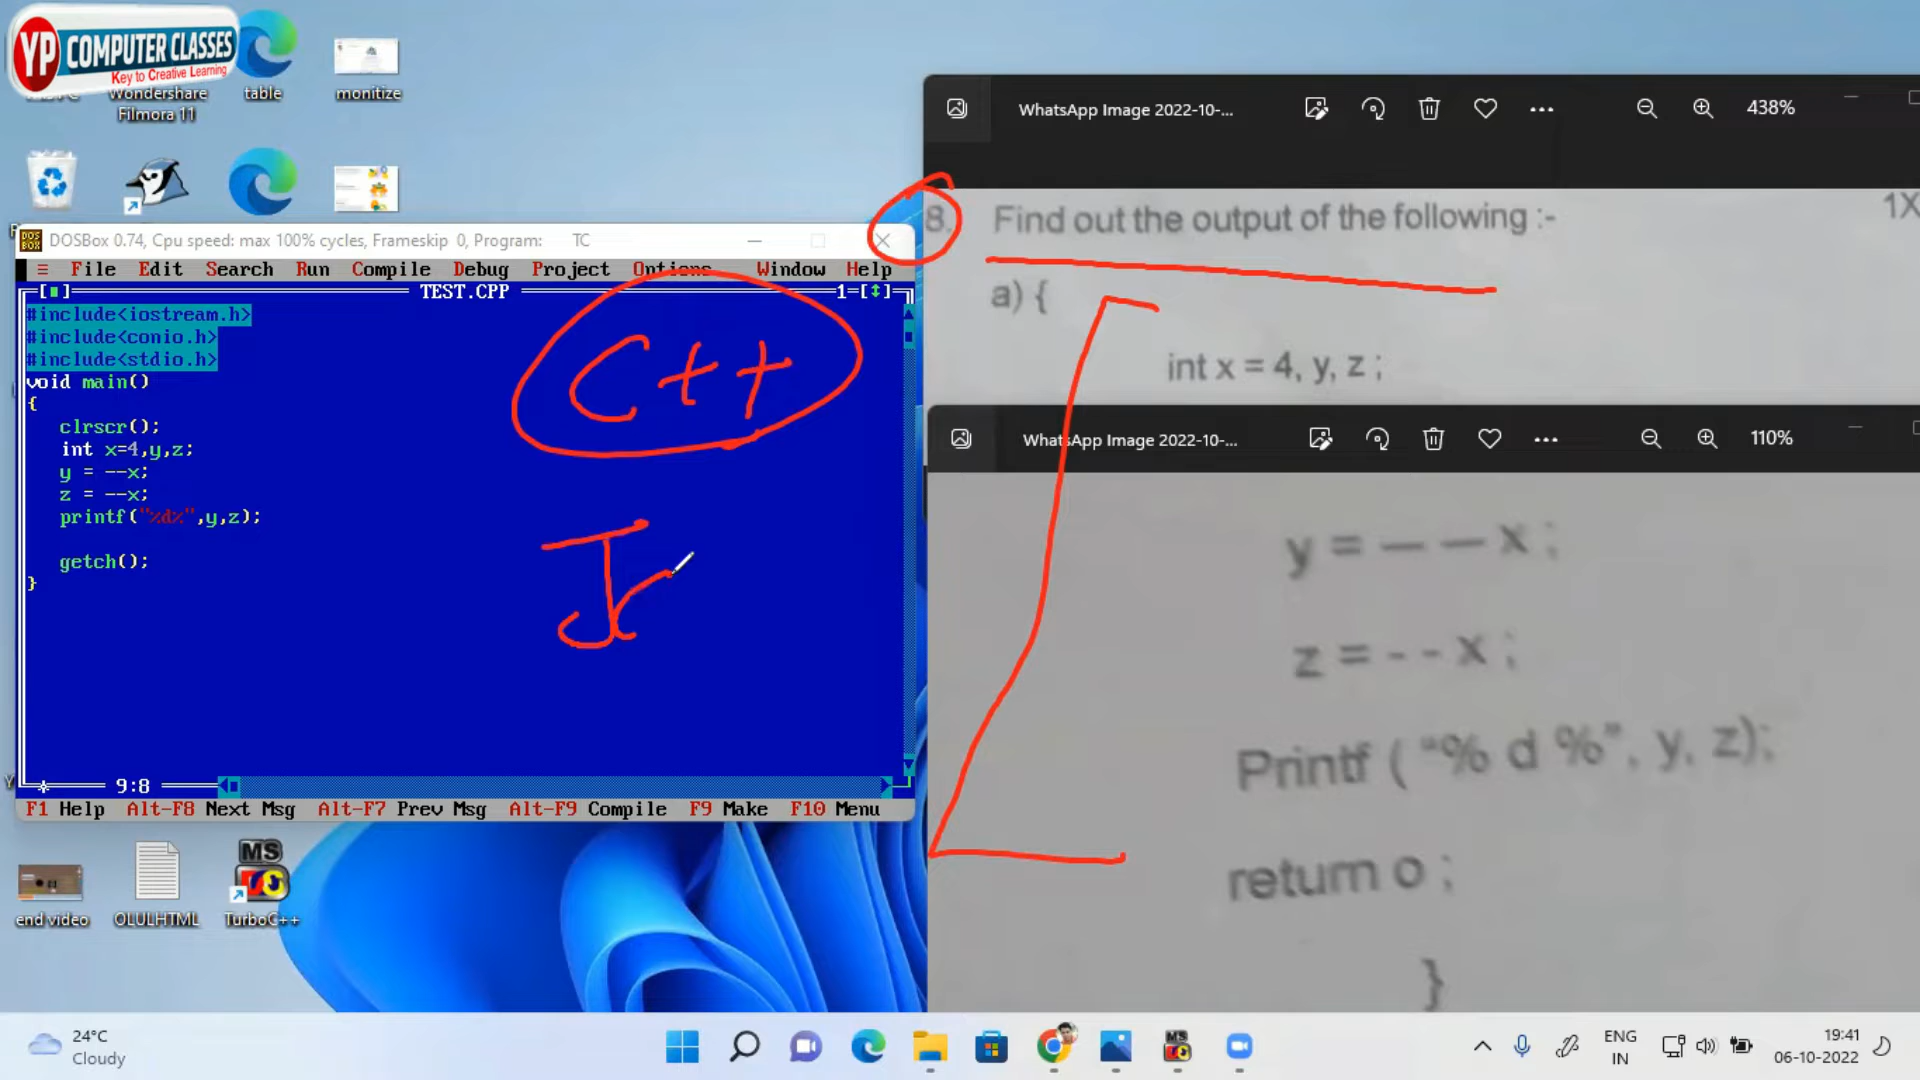 YP COMPUTER CLASSES
Key to Creative Learning
Wondershare
Filmora 11
table
monitize
DOSBox 0.74, Cpu speed: max 100% cycles, Frameskip 0, Program: TC
≡ File Edit Search Run Compile Debug Project Options Window Help
[■] TEST.CPP 1=[↕]
#include<iostream.h>
#include<conio.h>
#include<stdio.h>
void main()
{
clrscr();
int x=4,y,z;
y = --x;
z = --x;
printf("%d%",y,z);
getch();
}
9:8
F1 Help Alt-F8 Next Msg Alt-F7 Prev Msg Alt-F9 Compile F9 Make F10 Menu
C++
WhatsApp Image 2022-10-... 438%
8. Find out the output of the following :- 1X
a) {
int x = 4, y, z ;
WhatsApp Image 2022-10-... 110%
y = — — x ;
z = - - x ;
Printf ( “% d %”, y, z);
return o ;
}
end video
OLULHTML
TurboC++
24°C
Cloudy
ENG
IN
19:41
06-10-2022